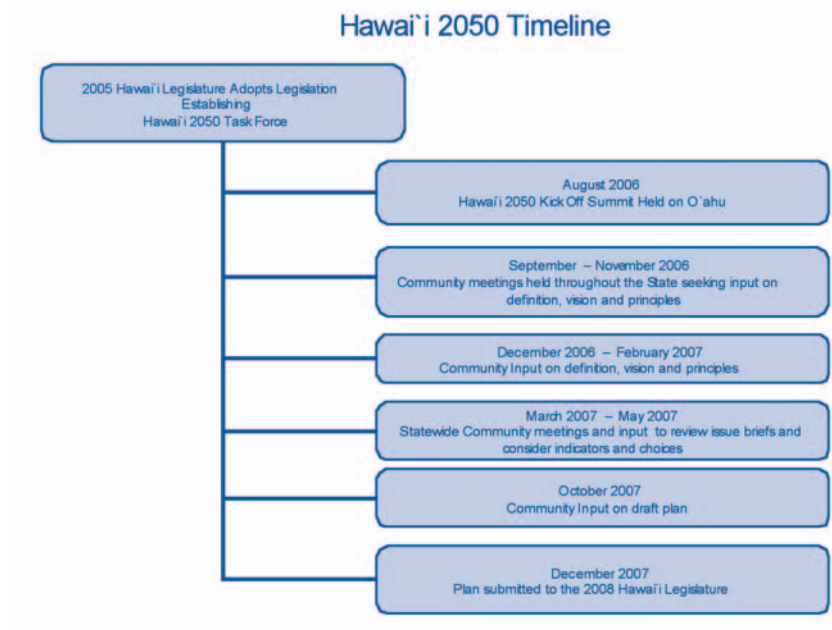 Hawai`i 2050 Timeline
2005 Hawai`i Legislature Adopts Legislation
Establishing
Hawai`i 2050 Task Force
August 2006
Hawai`i 2050 Kick Off Summit Held on O`ahu
September – November 2006
Community meetings held throughout the State seeking input on
definition, vision and principles
December 2006 – February 2007
Community Input on definition, vision and principles
March 2007 – May 2007
Statewide Community meetings and input to review issue briefs and
consider indicators and choices
October 2007
Community Input on draft plan
December 2007
Plan submitted to the 2008 Hawai`i Legislature